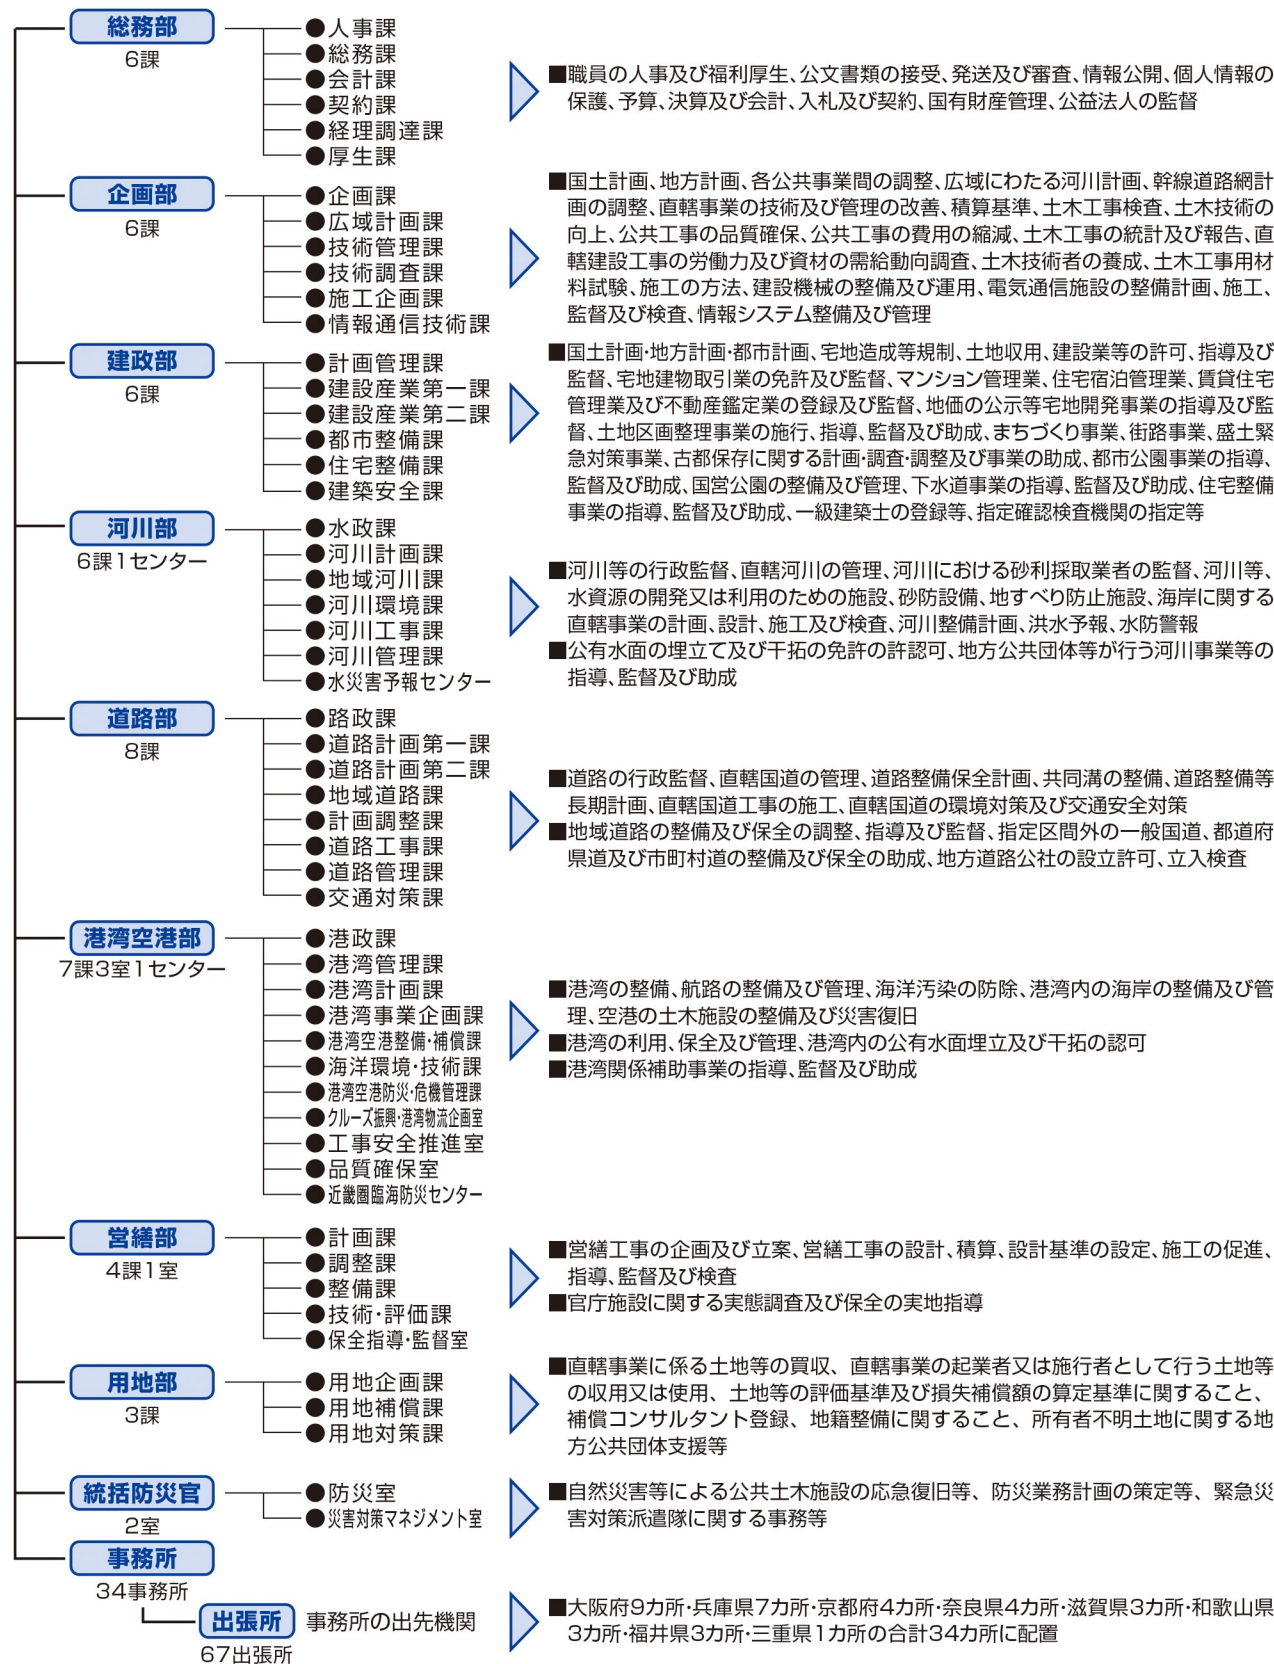 総務部
6課
●人事課
●総務課
●会計課
●契約課
●経理調達課
●厚生課
■職員の人事及び福利厚生、公文書類の接受、発送及び審査、情報公開、個人情報の
保護、予算、決算及び会計、入札及び契約、国有財産管理、公益法人の監督
企画部
6課
●企画課
●広域計画課
●技術管理課
●技術調査課
●施工企画課
●情報通信技術課
■国土計画、地方計画、各公共事業間の調整、広域にわたる河川計画、幹線道路網計
画の調整、直轄事業の技術及び管理の改善、積算基準、土木工事検査、土木技術の
向上、公共工事の品質確保、公共工事の費用の縮減、土木工事の統計及び報告、直
轄建設工事の労働力及び資材の需給動向調査、土木技術者の養成、土木工事用材
料試験、施工の方法、建設機械の整備及び運用、電気通信施設の整備計画、施工、
監督及び検査、情報システム整備及び管理
建政部
6課
●計画管理課
●建設産業第一課
●建設産業第二課
●都市整備課
●住宅整備課
●建築安全課
■国土計画・地方計画・都市計画、宅地造成等規制、土地収用、建設業等の許可、指導及び
監督、宅地建物取引業の免許及び監督、マンション管理業、住宅宿泊管理業、賃貸住宅
管理業及び不動産鑑定業の登録及び監督、地価の公示等宅地開発事業の指導及び監
督、土地区画整理事業の施行、指導、監督及び助成、まちづくり事業、街路事業、盛土緊
急対策事業、古都保存に関する計画・調査・調整及び事業の助成、都市公園事業の指導、
監督及び助成、国営公園の整備及び管理、下水道事業の指導、監督及び助成、住宅整備
事業の指導、監督及び助成、一級建築士の登録等、指定確認検査機関の指定等
河川部
6課1センター
●水政課
●河川計画課
●地域河川課
●河川環境課
●河川工事課
●河川管理課
●水災害予報センター
■河川等の行政監督、直轄河川の管理、河川における砂利採取業者の監督、河川等、
水資源の開発又は利用のための施設、砂防設備、地すべり防止施設、海岸に関する
直轄事業の計画、設計、施工及び検査、河川整備計画、洪水予報、水防警報
■公有水面の埋立て及び干拓の免許の許認可、地方公共団体等が行う河川事業等の
指導、監督及び助成
道路部
8課
●路政課
●道路計画第一課
●道路計画第二課
●地域道路課
●計画調整課
●道路工事課
●道路管理課
●交通対策課
■道路の行政監督、直轄国道の管理、道路整備保全計画、共同溝の整備、道路整備等
長期計画、直轄国道工事の施工、直轄国道の環境対策及び交通安全対策
■地域道路の整備及び保全の調整、指導及び監督、指定区間外の一般国道、都道府
県道及び市町村道の整備及び保全の助成、地方道路公社の設立許可、立入検査
港湾空港部
7課3室1センター
●港政課
●港湾管理課
●港湾計画課
●港湾事業企画課
●港湾空港整備・補償課
●海洋環境・技術課
●港湾空港防災・危機管理課
●クルーズ振興・港湾物流企画室
●工事安全推進室
●品質確保室
●近畿圏臨海防災センター
■港湾の整備、航路の整備及び管理、海洋汚染の防除、港湾内の海岸の整備及び管
理、空港の土木施設の整備及び災害復旧
■港湾の利用、保全及び管理、港湾内の公有水面埋立及び干拓の認可
■港湾関係補助事業の指導、監督及び助成
営繕部
4課1室
●計画課
●調整課
●整備課
●技術・評価課
●保全指導・監督室
■営繕工事の企画及び立案、営繕工事の設計、積算、設計基準の設定、施工の促進、
指導、監督及び検査
■官庁施設に関する実態調査及び保全の実地指導
用地部
3課
●用地企画課
●用地補償課
●用地対策課
■直轄事業に係る土地等の買収、直轄事業の起業者又は施行者として行う土地等
の収用又は使用、土地等の評価基準及び損失補償額の算定基準に関すること、
補償コンサルタント登録、地籍整備に関すること、所有者不明土地に関する地
方公共団体支援等
統括防災官
2室
●防災室
●災害対策マネジメント室
■自然災害等による公共土木施設の応急復旧等、防災業務計画の策定等、緊急災
害対策派遣隊に関する事務等
事務所
34事務所
出張所
67出張所
事務所の出先機関
■大阪府9カ所・兵庫県7カ所・京都府4カ所・奈良県4カ所・滋賀県3カ所・和歌山県
3カ所・福井県3カ所・三重県1カ所の合計34カ所に配置